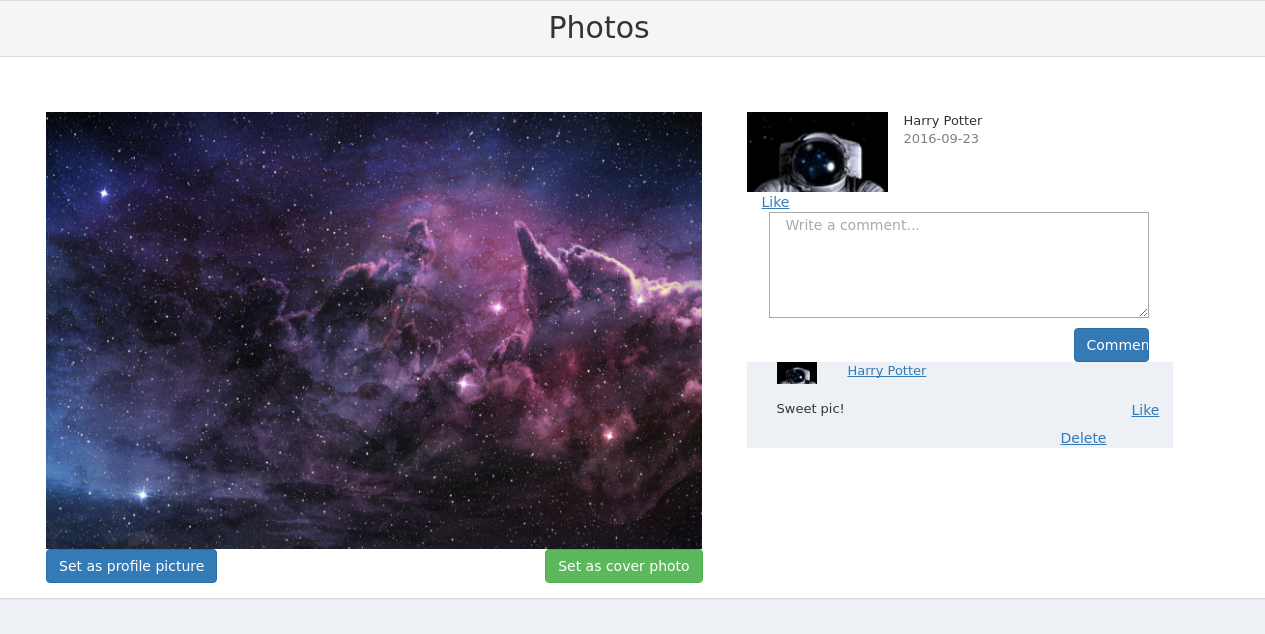 Photos
Harry Potter
2016-09-23
Like
Write a comment...
Commen
Harry Potter
Sweet pic!
Like
Delete
Set as profile picture
Set as cover photo